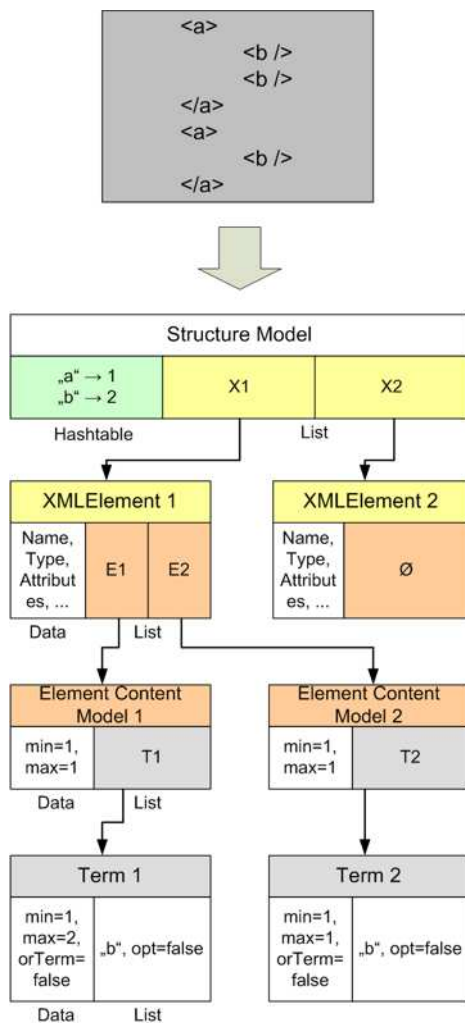 <a>
<b />
<b />
</a>
<a>
<b />
</a>
Structure Model
„a“ → 1
„b“ → 2
X1
X2
Hashtable
List
XMLElement 1
XMLElement 2
Name,
Type,
Attribut
es, ...
E1
E2
Name,
Type,
Attribut
es, ...
Ø
Data
List
Element Content
Model 1
Element Content
Model 2
min=1,
max=1
T1
min=1,
max=1
T2
Data
List
Term 1
Term 2
min=1,
max=2,
orTerm=
false
„b“, opt=false
min=1,
max=1,
orTerm=
false
„b“, opt=false
Data
List